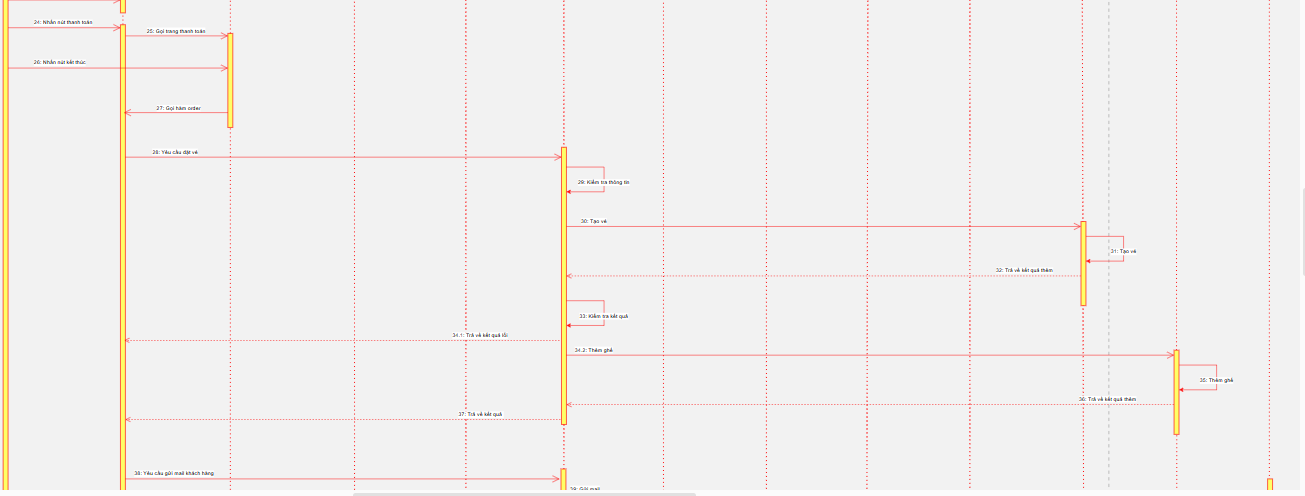 24: Nhấn nút thanh toán
25: Gọi trang thanh toán
26: Nhấn nút kết thúc
27: Gọi hàm order
28: Yêu cầu đặt vé
29: Kiểm tra thông tin
30: Tạo vé
31: Tạo vé
32: Trả về kết quả thêm
33: Kiểm tra kết quả
34.1: Trả về kết quả lỗi
34.2: Thêm ghế
35: Thêm ghế
36: Trả về kết quả thêm
37: Trả về kết quả
38: Yêu cầu gửi mail khách hàng
39: Gửi mail